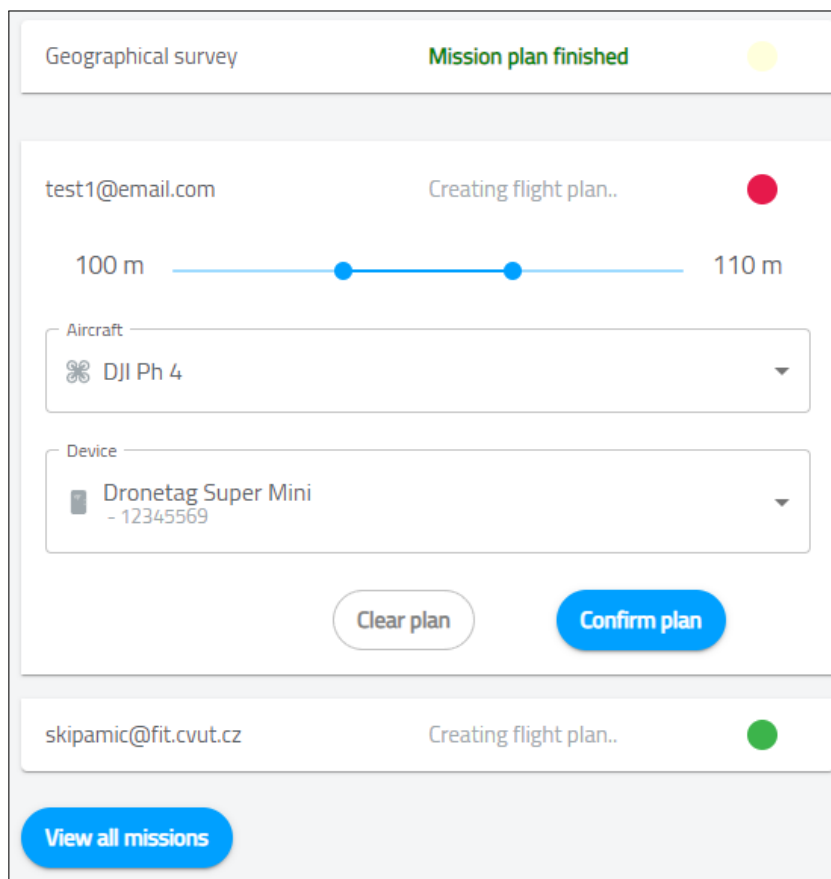 Geographical survey Mission plan finished
test1@email.com Creating flight plan..
100 m 110 m
Aircraft
DJI Ph 4
Device
Dronetag Super Mini
- 12345569
Clear plan Confirm plan
skipamic@fit.cvut.cz Creating flight plan..
View all missions